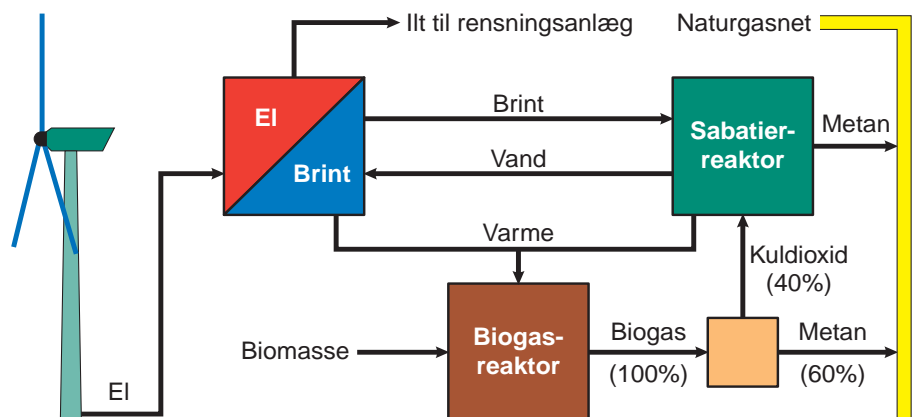 Ilt til rensningsanlæg
Naturgasnet
El
Brint
Brint
Vand
Sabatier-
reaktor
Metan
Varme
Kuldioxid
(40%)
Biomasse
Biogas-
reaktor
Biogas
(100%)
Metan
(60%)
El